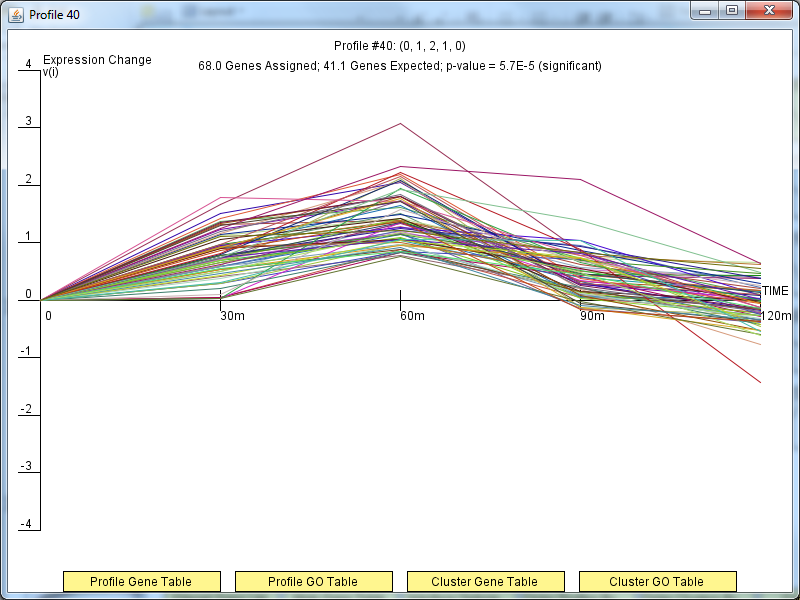 Profile 40
Profile #40: (0, 1, 2, 1, 0)
68.0 Genes Assigned; 41.1 Genes Expected; p-value = 5.7E-5 (significant)
Expression Change
v(i)
4
3
2
1
0
-1
-2
-3
-4
TIME
0 30m 60m 90m 120m
Profile Gene Table Profile GO Table Cluster Gene Table Cluster GO Table